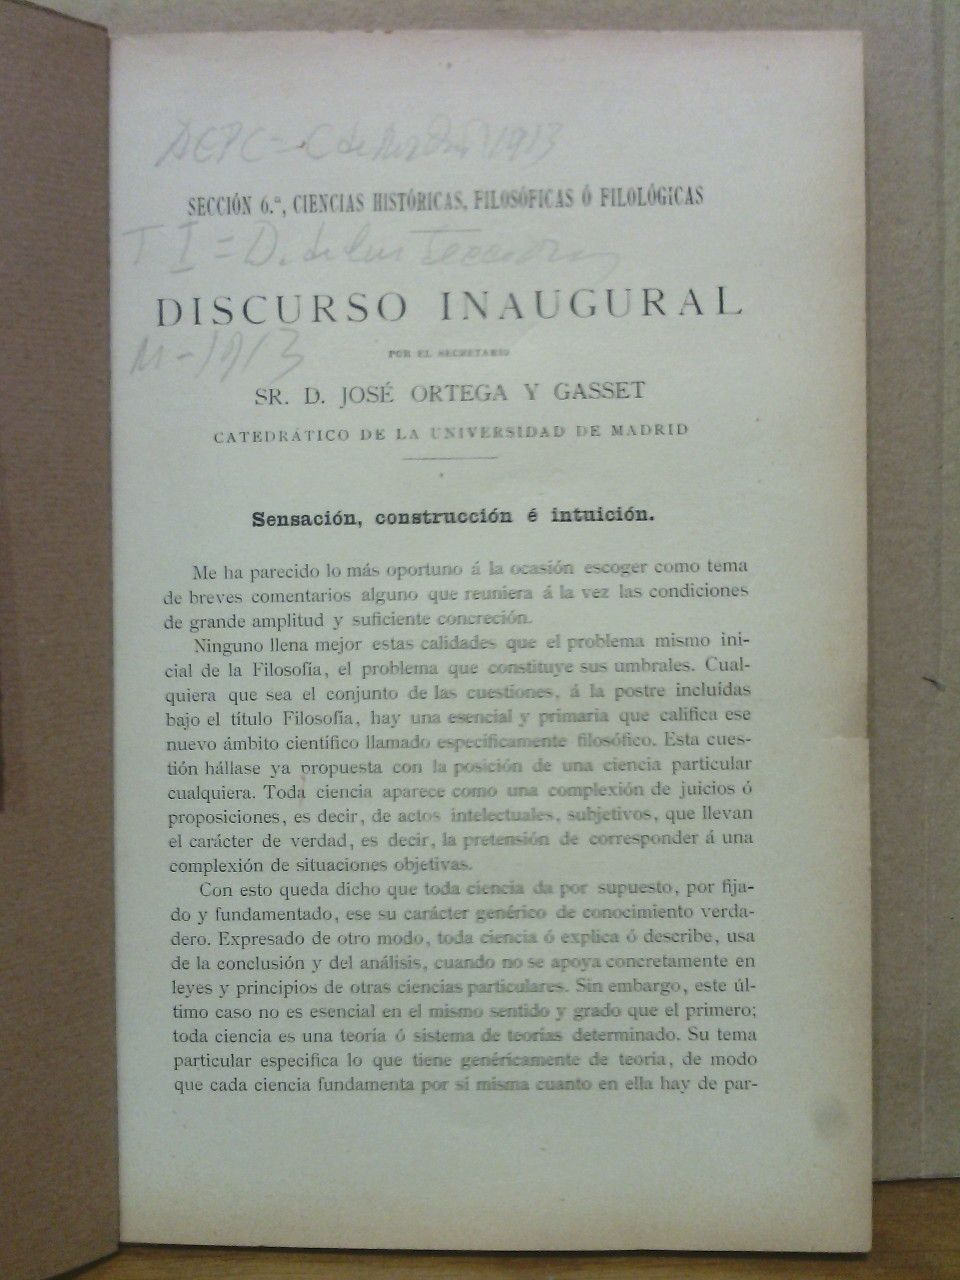 SECCIÓN 6.ª, CIENCIAS HISTÓRICAS, FILOSÓFICAS Ó FILOLÓGICAS
DISCURSO INAUGURAL
M-1913
POR EL SECRETARIO
SR. D. JOSÉ ORTEGA Y GASSET
CATEDRÁTICO DE LA UNIVERSIDAD DE MADRID
Sensación, construcción é intuición.
Me ha parecido lo más oportuno á la ocasión escoger como tema
de breves comentarios alguno que reuniera á la vez las condiciones
de grande amplitud y suficiente concreción.
Ninguno llena mejor estas calidades que el problema mismo ini-
cial de la Filosofía, el problema que constituye sus umbrales. Cual-
quiera que sea el conjunto de las cuestiones, á la postre incluídas
bajo el título Filosofía, hay una esencial y primaria que califica ese
nuevo ámbito científico llamado específicamente filosófico. Esta cues-
tión hállase ya propuesta con la posición de una ciencia particular
cualquiera. Toda ciencia aparece como una complexión de juicios ó
proposiciones, es decir, de actos intelectuales, subjetivos, que llevan
el carácter de verdad, es decir, la pretensión de corresponder á una
complexión de situaciones objetivas.
Con esto queda dicho que toda ciencia da por supuesto, por fija-
do y fundamentado, ese su carácter genérico de conocimiento verda-
dero. Expresado de otro modo, toda ciencia ó explica ó describe, usa
de la conclusión y del análisis, cuando no se apoya concretamente en
leyes y principios de otras ciencias particulares. Sin embargo, este úl-
timo caso no es esencial en el mismo sentido y grado que el primero;
toda ciencia es una teoría ó sistema de teorías determinado. Su tema
particular especifica lo que tiene genéricamente de teoría, de modo
que cada ciencia fundamenta por sí misma cuanto en ella hay de par-